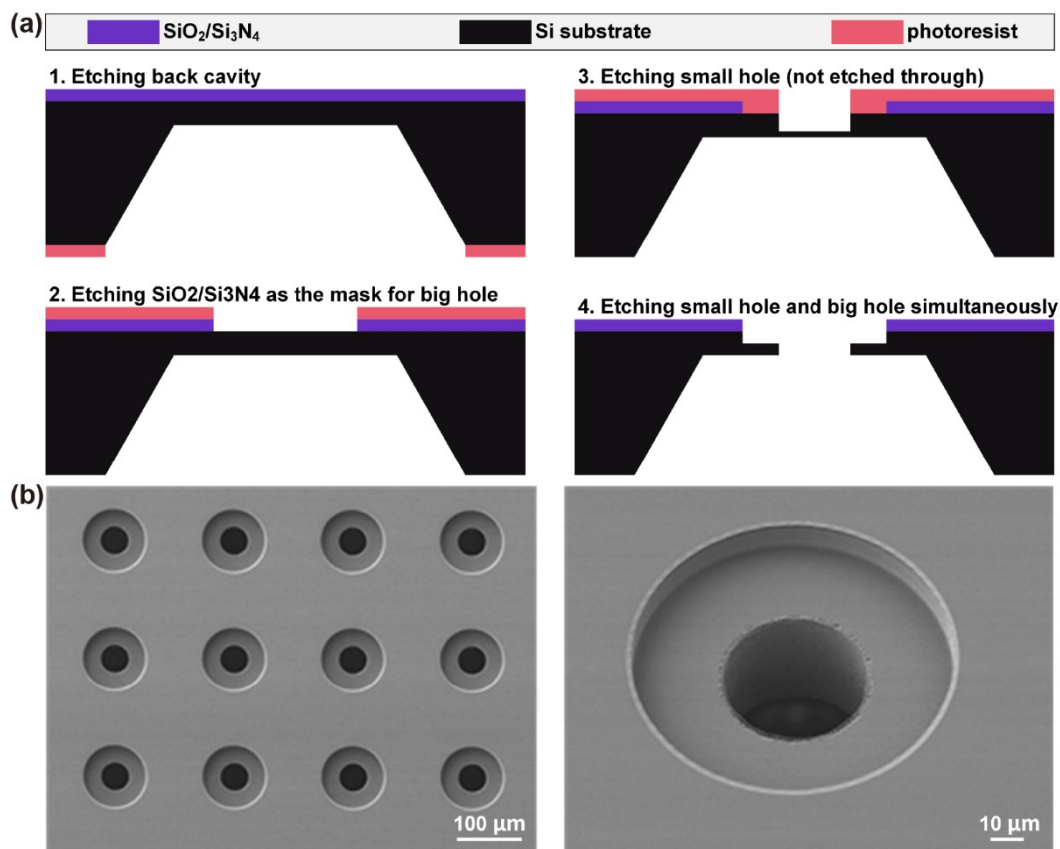 (a)
SiO₂/Si₃N₄ Si substrate photoresist
1. Etching back cavity
3. Etching small hole (not etched through)
2. Etching SiO2/Si3N4 as the mask for big hole
4. Etching small hole and big hole simultaneously
(b)
100 μm
10 μm